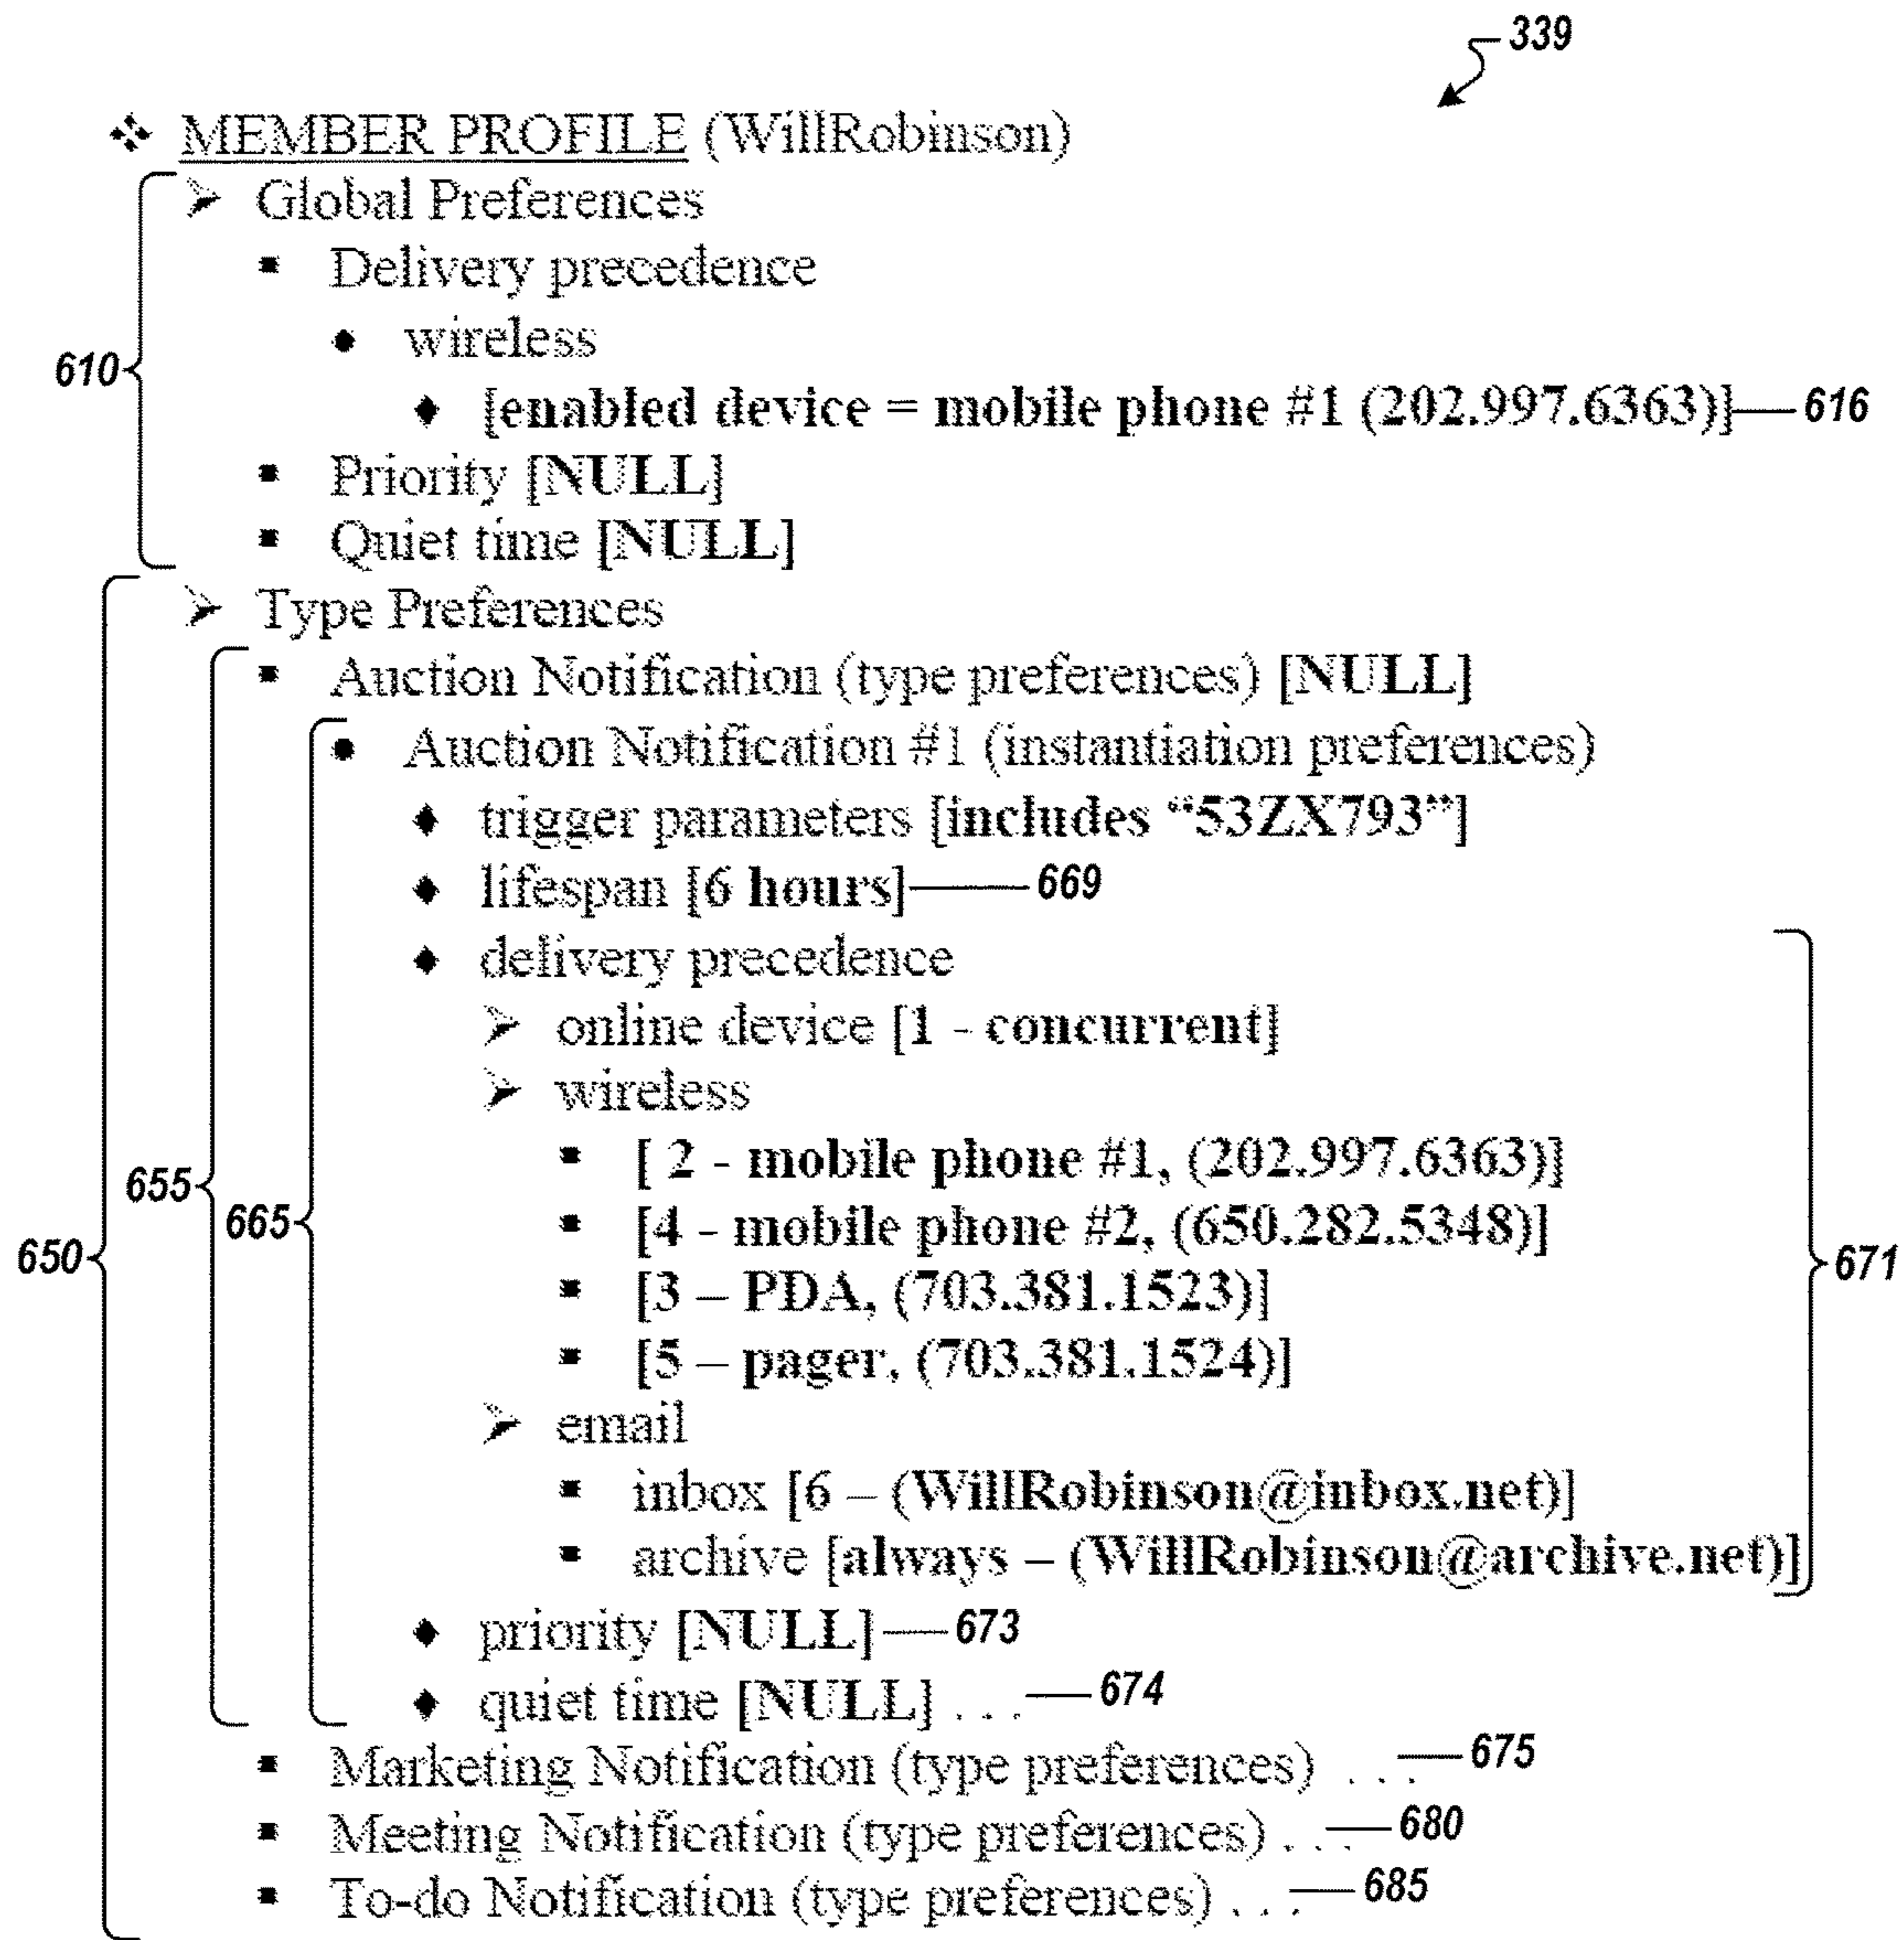 339
MEMBER PROFILE (WillRobinson)
Global Preferences
Delivery precedence
wireless
610
[enabled device = mobile phone #1 (202.997.6363)] 616
Priority [NULL]
Quiet time [NULL]
Type Preferences
Auction Notification (type preferences) [NULL]
Auction Notification #1 (instantiation preferences)
trigger parameters [includes “53ZX793”]
lifespan [6 hours] 669
delivery precedence
online device [1 - concurrent]
wireless
[ 2 - mobile phone #1, (202.997.6363)]
655
665
[4 - mobile phone #2, (650.282.5348)]
650
671
[3 – PDA, (703.381.1523)]
[5 – pager, (703.381.1524)]
email
inbox [6 – (WillRobinson@inbox.net)]
archive [always – (WillRobinson@archive.net)]
priority [NULL] 673
quiet time [NULL] . . . 674
Marketing Notification (type preferences) . . . 675
Meeting Notification (type preferences) . . . 680
To-do Notification (type preferences) . . . 685